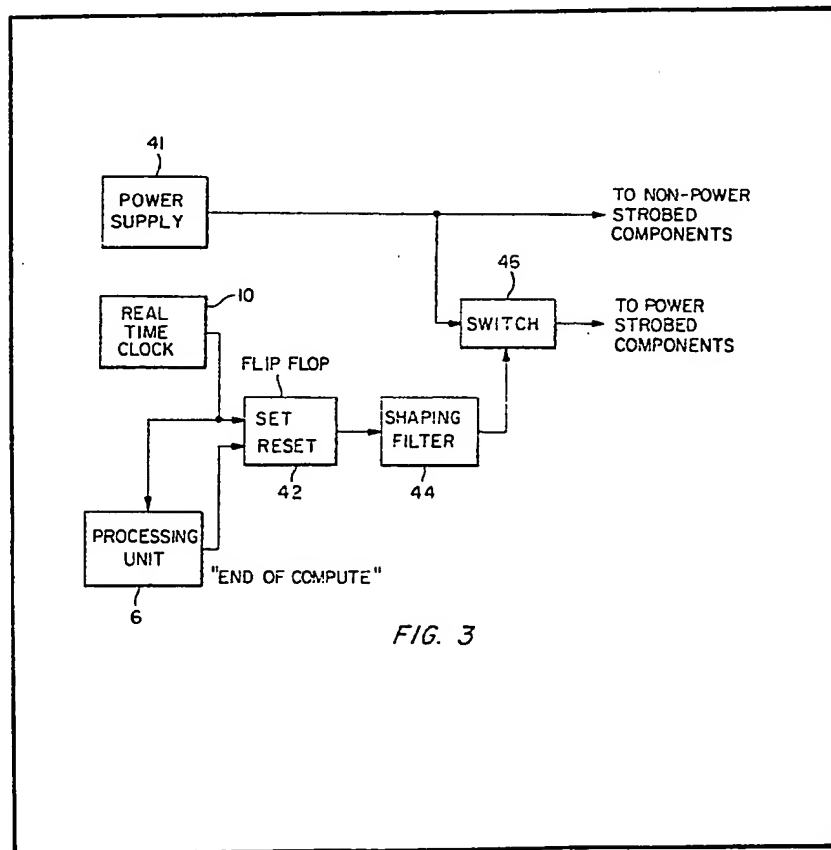 41
POWER
SUPPLY
TO NON-POWER
STROBED
COMPONENTS
46
SWITCH
TO POWER
STROBED
COMPONENTS
10
REAL
TIME
CLOCK
FLIP FLOP
SET
RESET
42
SHAPING
FILTER
44
PROCESSING
UNIT
6
"END OF COMPUTE"
FIG. 3